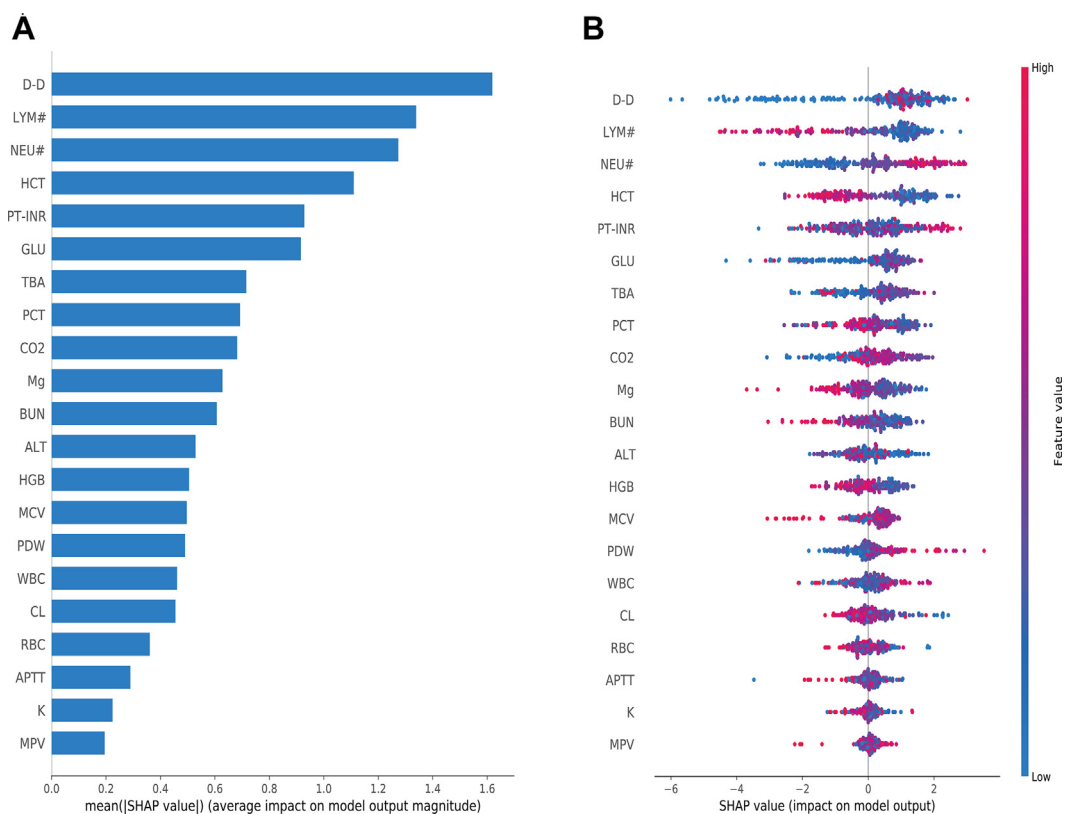 A
D-D
LYM#
NEU#
HCT
PT-INR
GLU
TBA
PCT
CO2
Mg
BUN
ALT
HGB
MCV
PDW
WBC
CL
RBC
APTT
K
MPV
0.0 0.2 0.4 0.6 0.8 1.0 1.2 1.4 1.6
mean(|SHAP value|) (average impact on model output magnitude)
B
High
D-D
LYM#
NEU#
HCT
PT-INR
GLU
TBA
PCT
CO2
Mg
BUN
ALT
HGB
MCV
PDW
WBC
CL
RBC
APTT
K
MPV
Low
Feature value
−6 −4 −2 0 2
SHAP value (impact on model output)